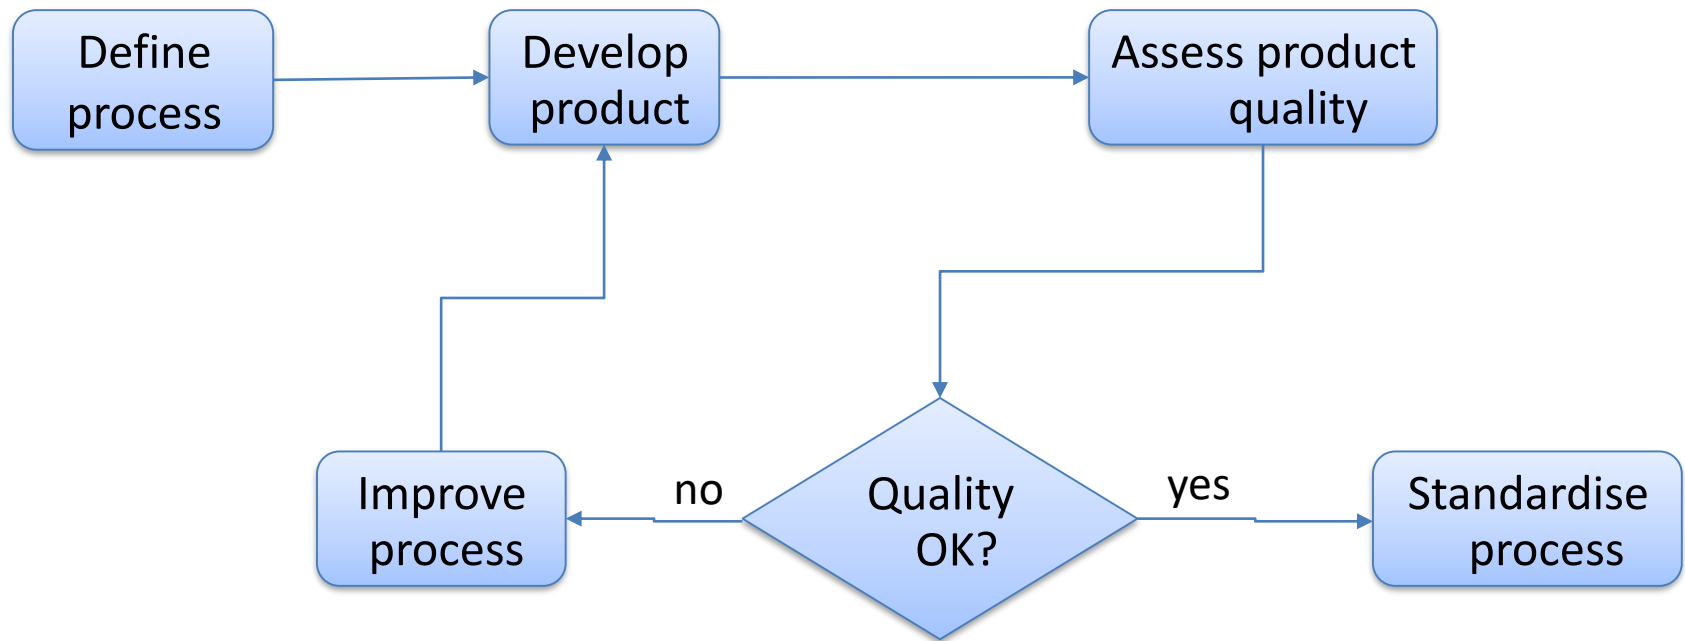 Define
process
Develop
product
Assess product
quality
Improve
process
no
Quality
OK?
yes
Standardise
process